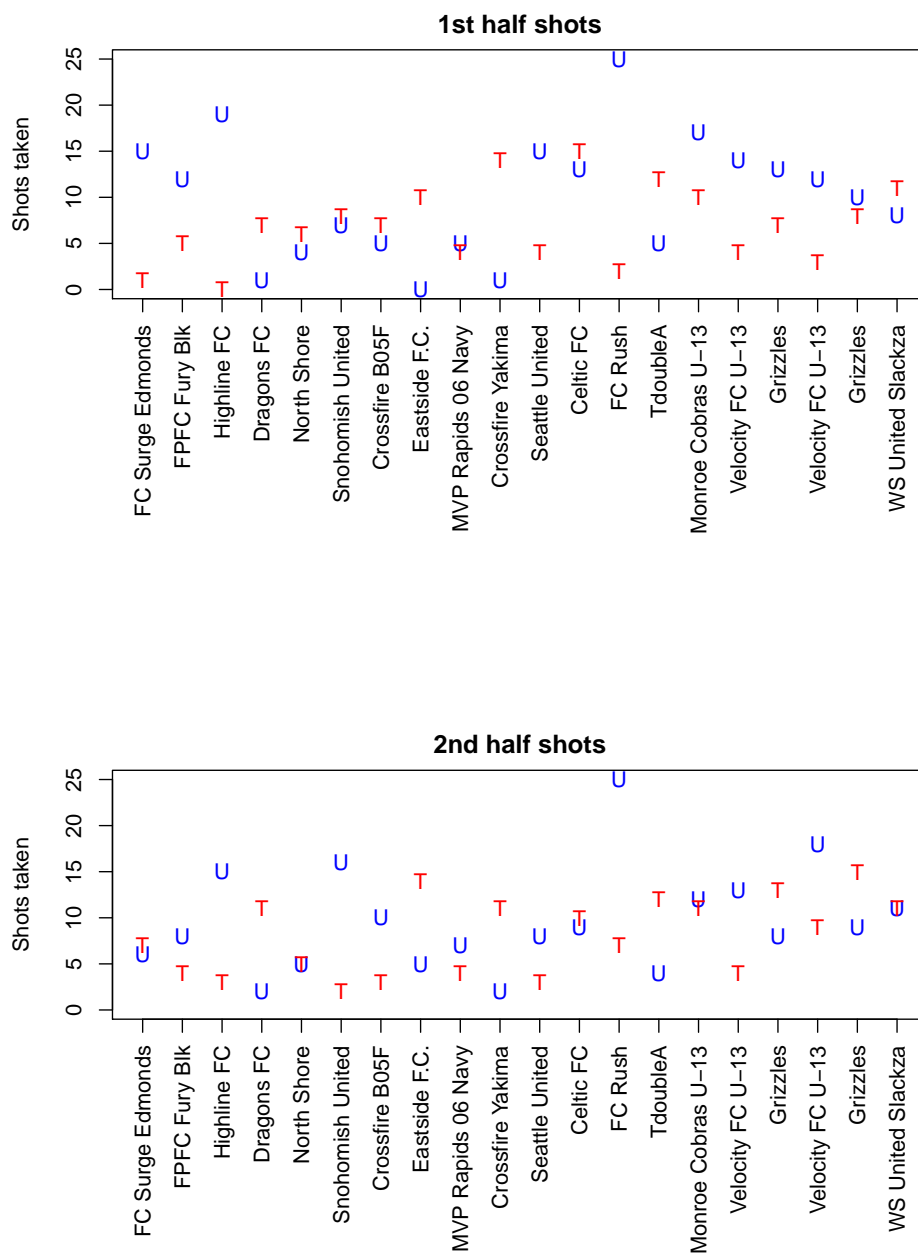 1st half shots
Shots taken
25
20
15
10
5
0
U U U U U U U U U U U U U U U U U U U U
T T T T T T T T T T T T T T T T T T T T
FC Surge Edmonds
FPFC Fury Blk
Highline FC
Dragons FC
North Shore
Snohomish United
Crossfire B05F
Eastside F.C.
MVP Rapids 06 Navy
Crossfire Yakima
Seattle United
Celtic FC
FC Rush
TdoubleA
Monroe Cobras U−13
Velocity FC U−13
Grizzles
Velocity FC U−13
Grizzles
WS United Slackza
2nd half shots
Shots taken
25
20
15
10
5
0
U U U U U U U U U U U U U U U U U U U U
T T T T T T T T T T T T T T T T T T T T
FC Surge Edmonds
FPFC Fury Blk
Highline FC
Dragons FC
North Shore
Snohomish United
Crossfire B05F
Eastside F.C.
MVP Rapids 06 Navy
Crossfire Yakima
Seattle United
Celtic FC
FC Rush
TdoubleA
Monroe Cobras U−13
Velocity FC U−13
Grizzles
Velocity FC U−13
Grizzles
WS United Slackza